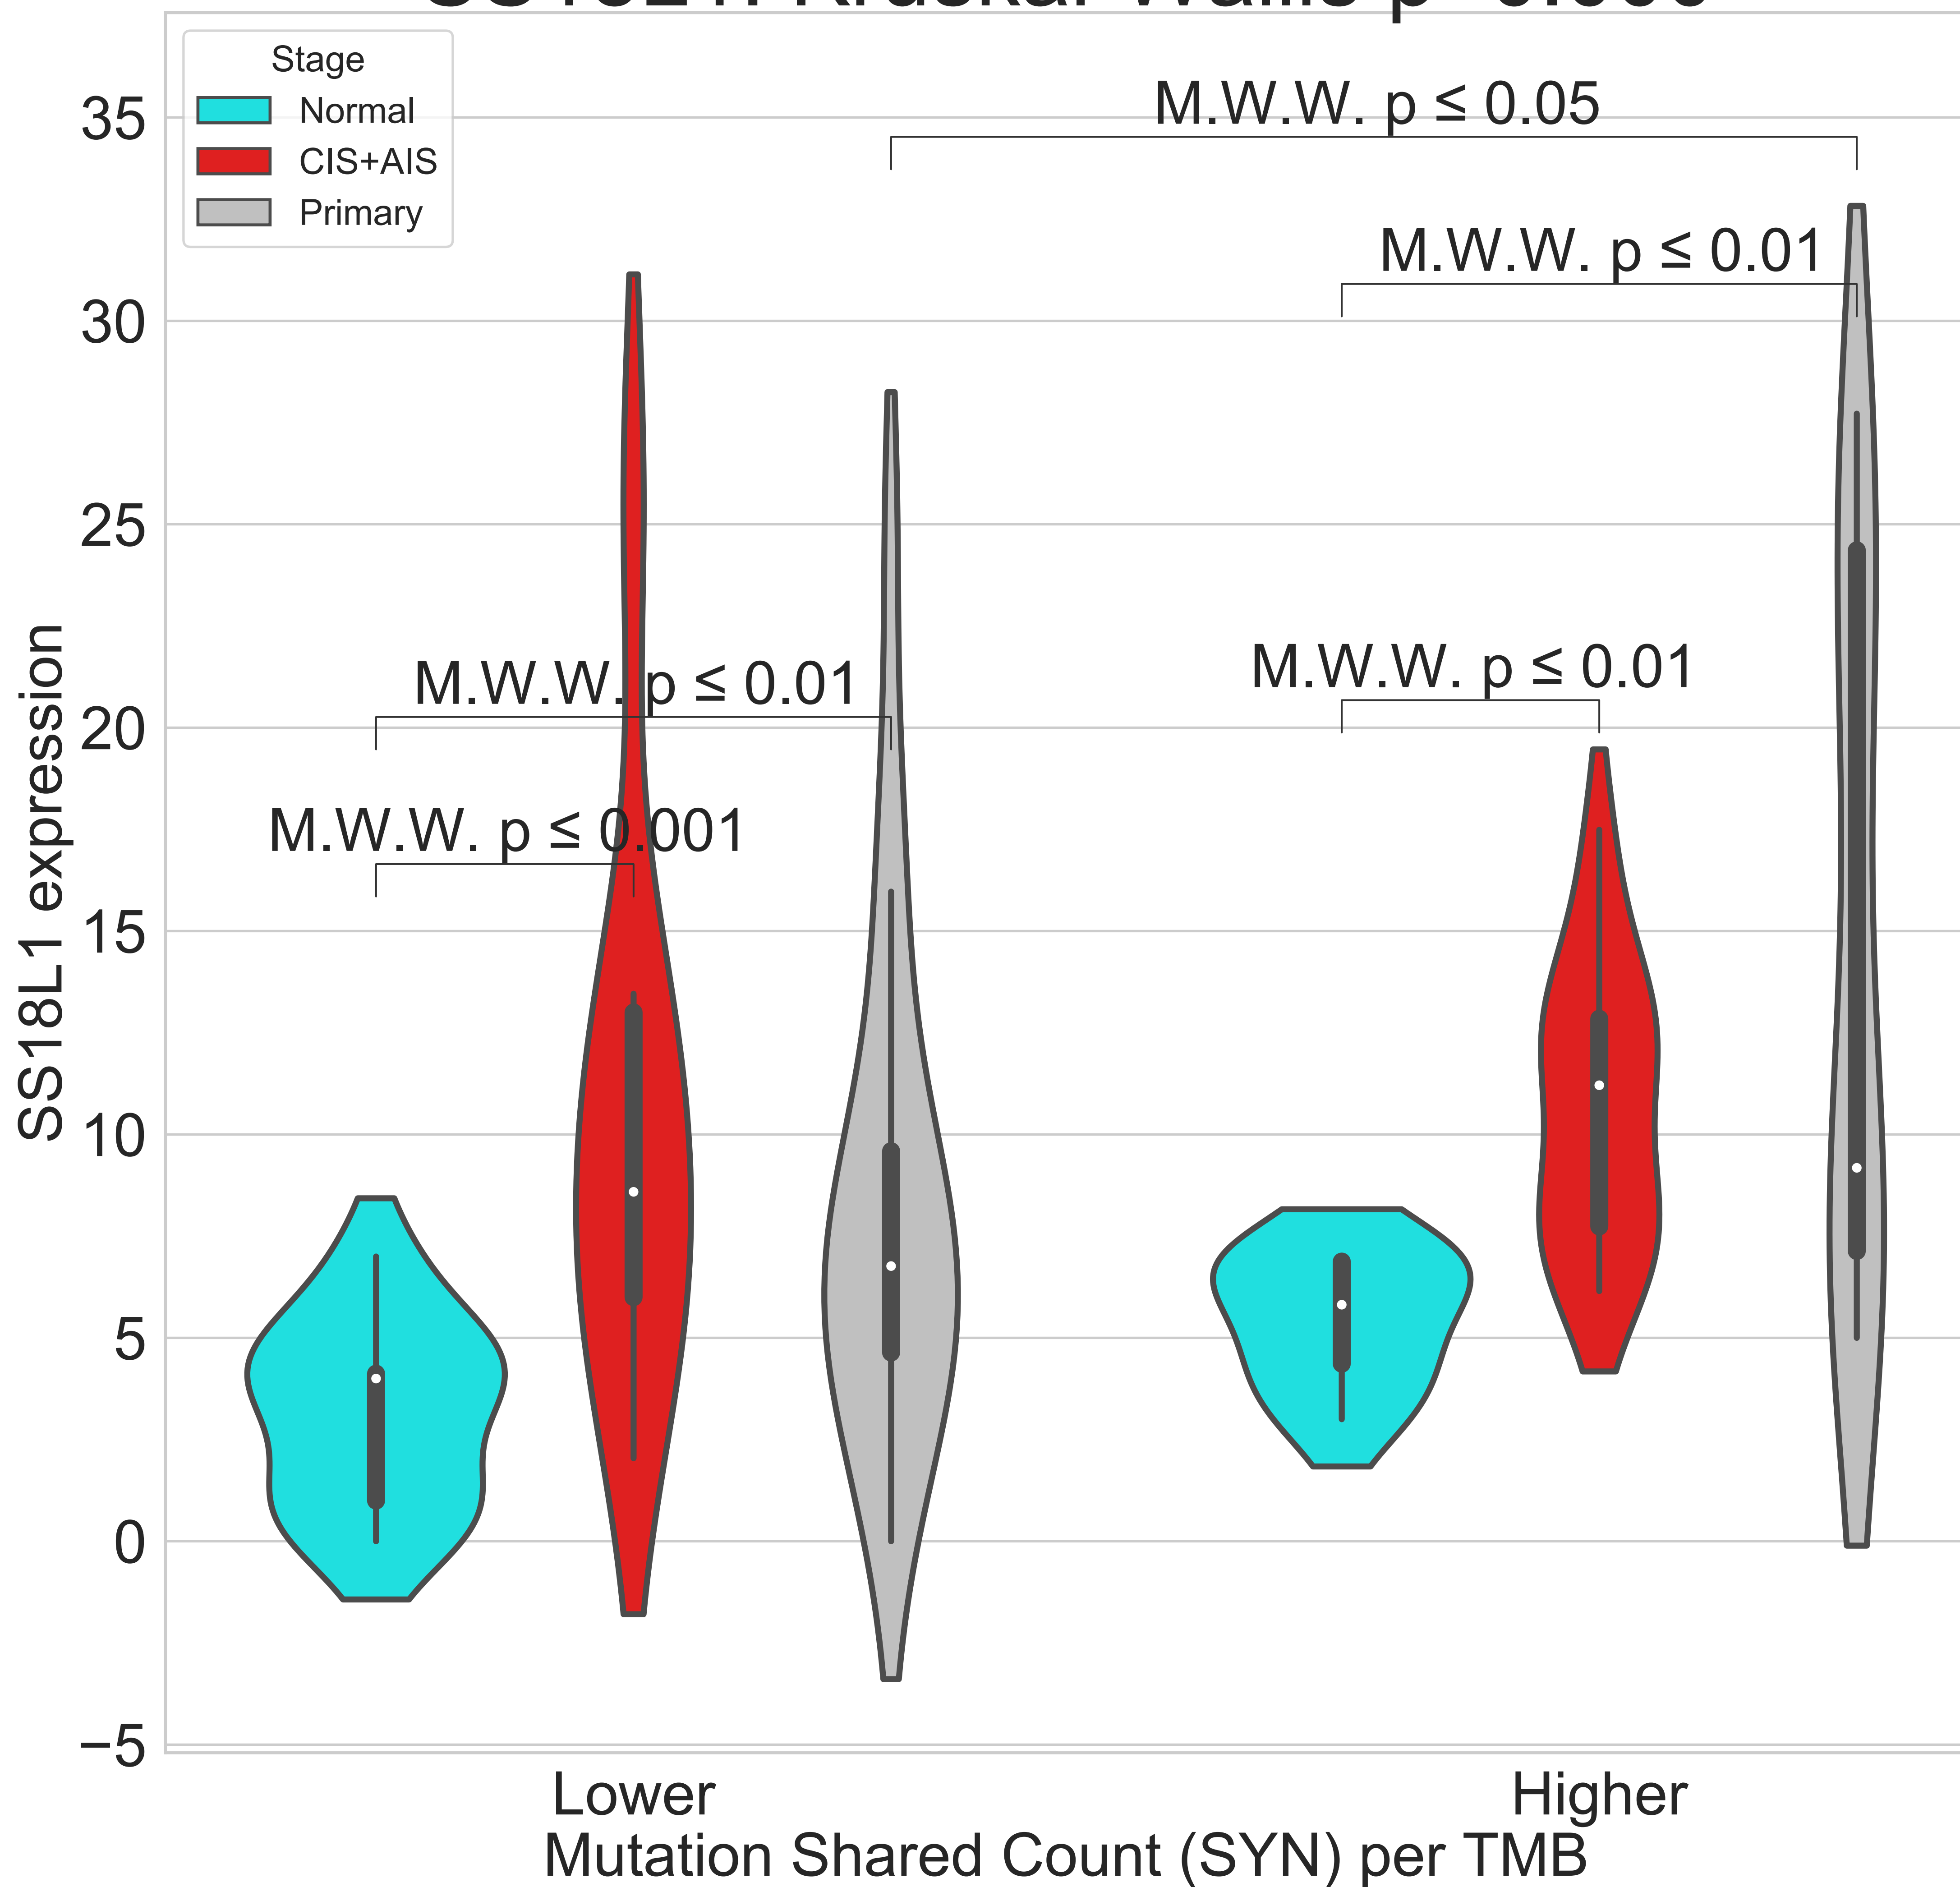 Stage
Normal
CIS+AIS
Primary
M.W.W. p ≤ 0.05
M.W.W. p ≤ 0.01
M.W.W. p ≤ 0.01
M.W.W. p ≤ 0.01
M.W.W. p ≤ 0.001
35
30
25
20
15
10
5
0
−5
SS18L1 expression
Lower
Higher
Mutation Shared Count (SYN) per TMB